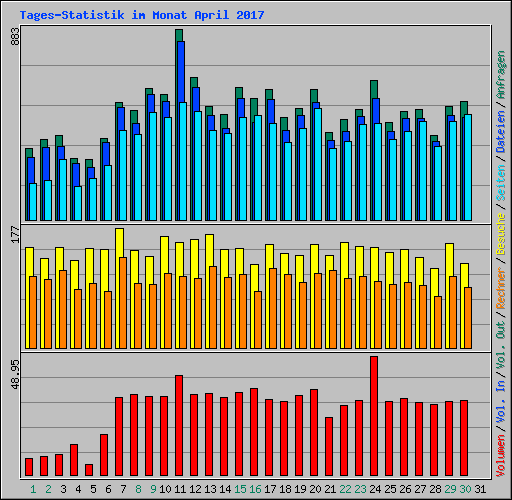 Tages-Statistik im Monat April 2017
883
177
48.95
Volumen / Vol. In / Vol. Out / Rechner / Besuche / Seiten / Dateien / Anfragen
1 2 3 4 5 6 7 8 9 10 11 12 13 14 15 16 17 18 19 20 21 22 23 24 25 26 27 28 29 30 31